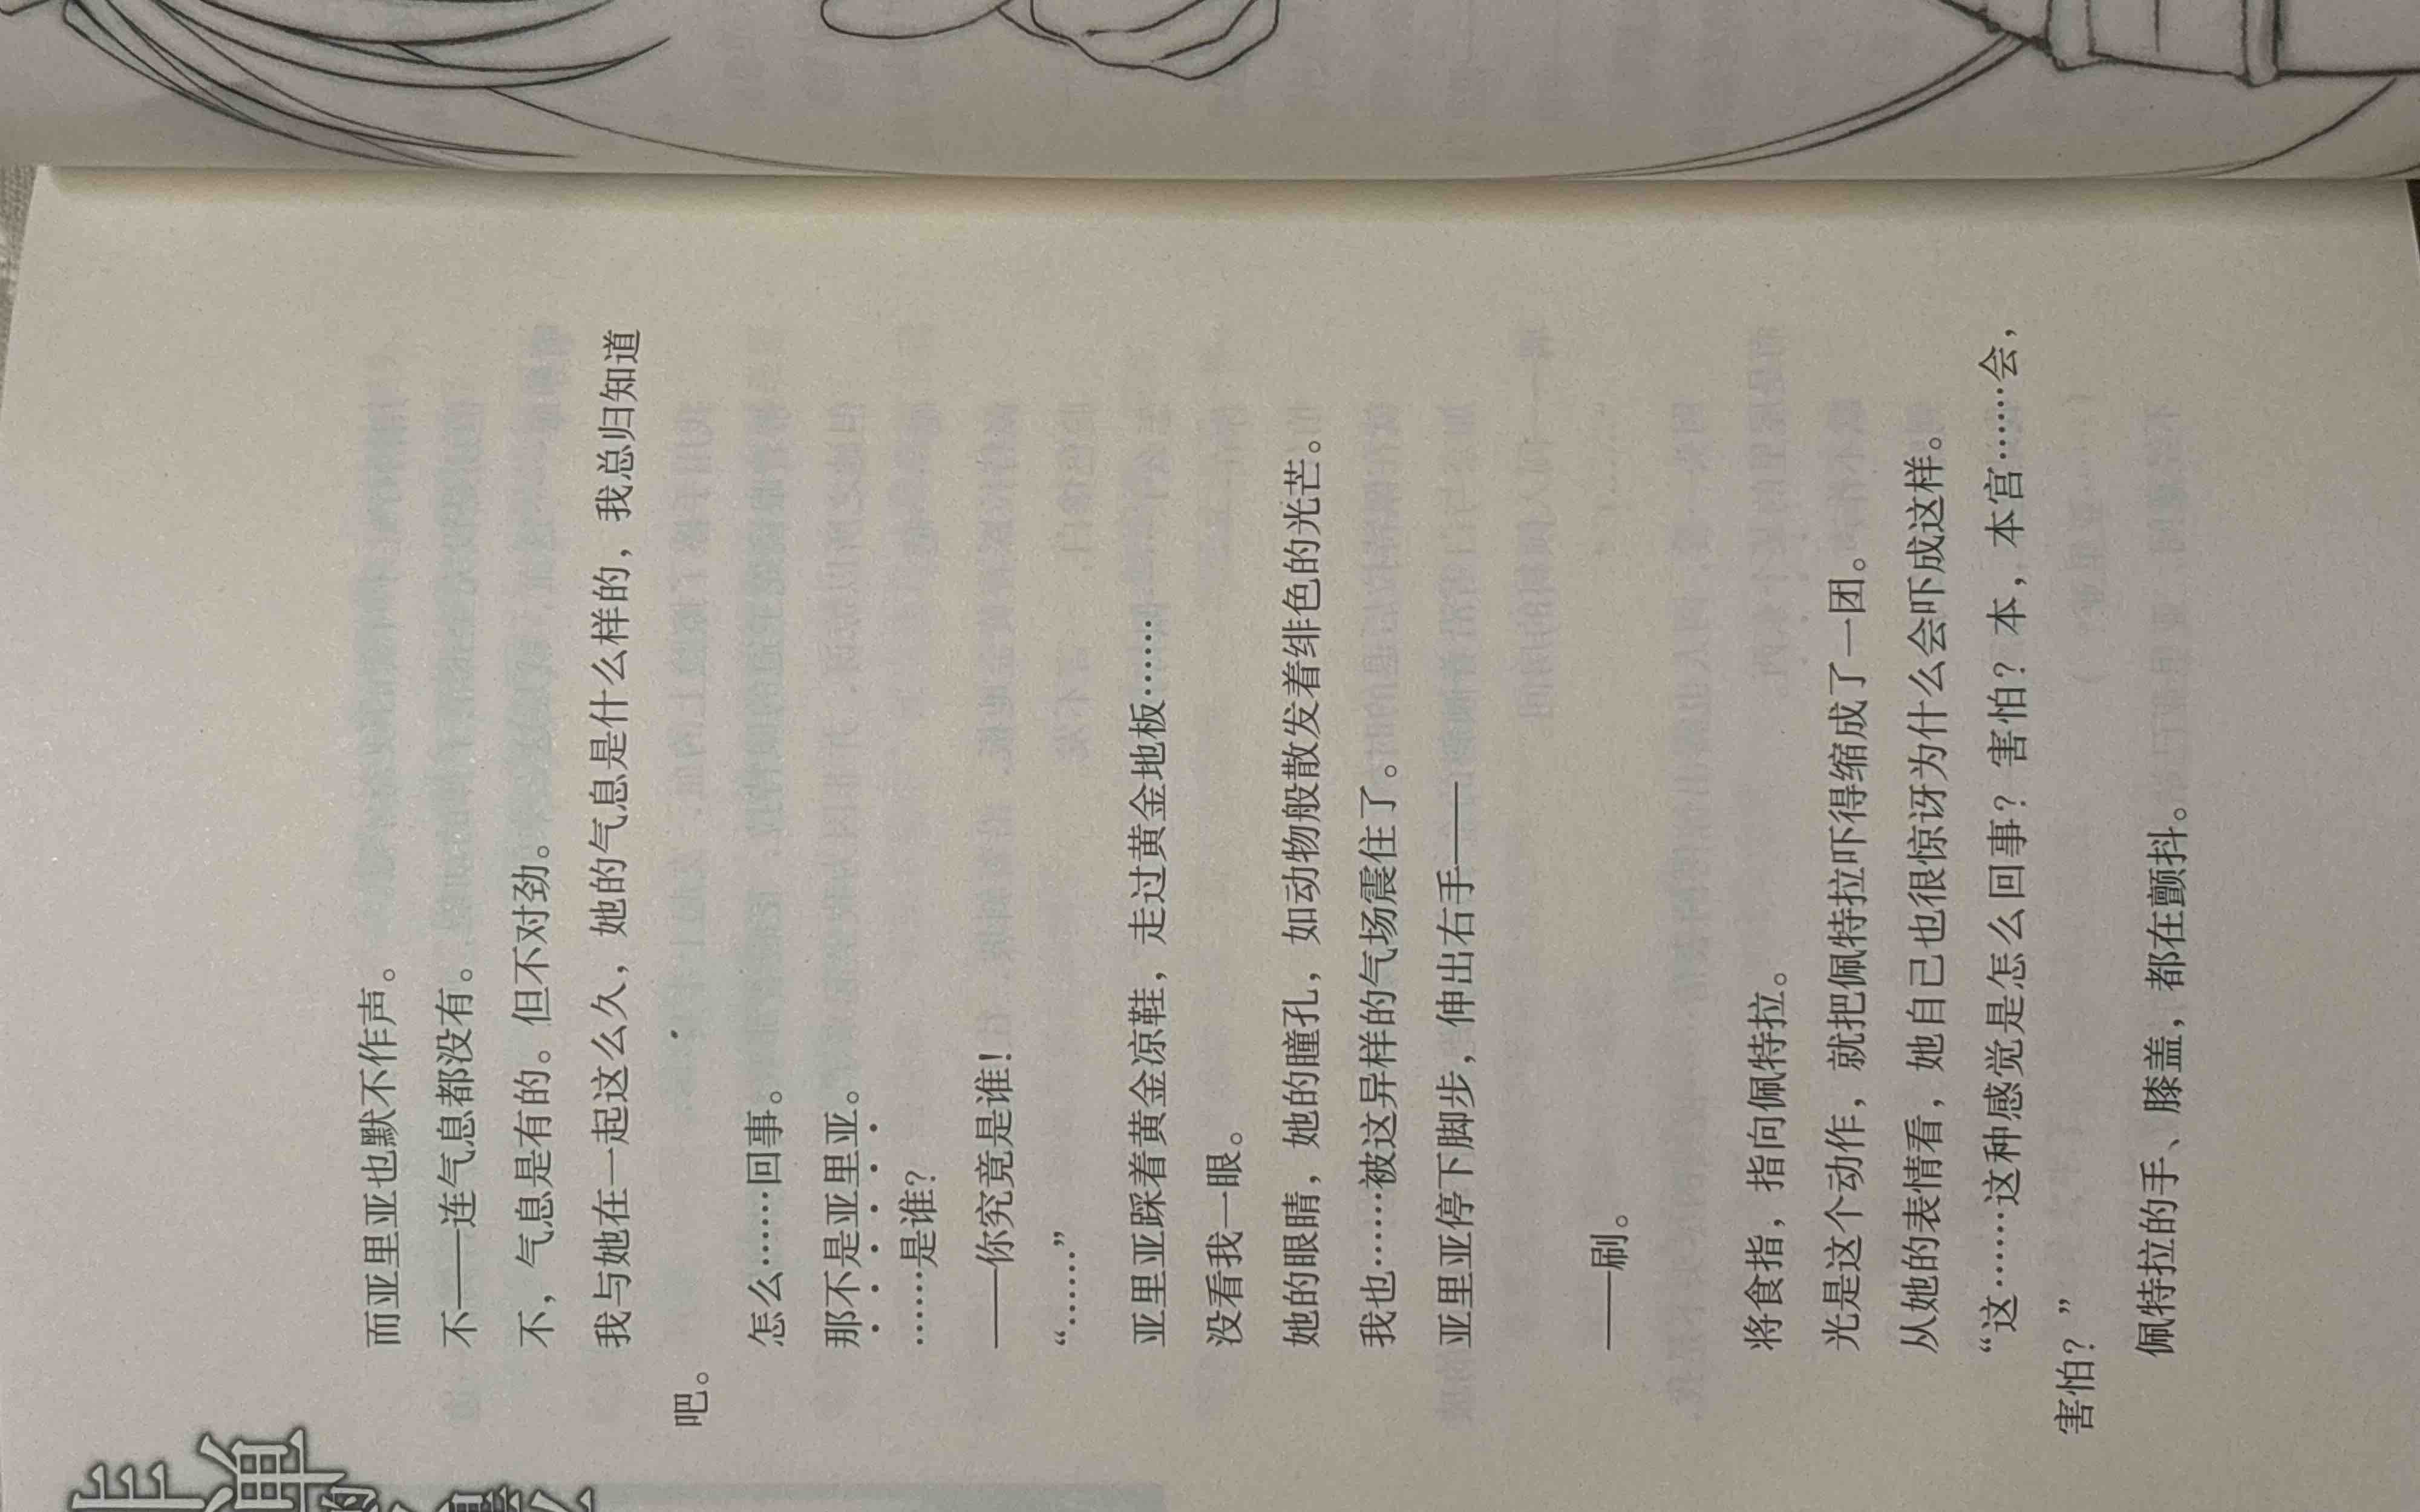 弹
的
而亚里亚也默不作声。
不——连气息都没有。
不，气息是有的。但不对劲。
我与她在一起这么久，她的气息是什么样的，我总归知道
吧。
怎么……回事。
那不是亚里亚。
……是谁？
——你究竟是谁！
“……”
亚里亚踩着黄金凉鞋，走过黄金地板……
没看我一眼。
她的眼睛，她的瞳孔，如动物般散发着绯色的光芒。
我也……被这异样的气场震住了。
亚里亚停下脚步，伸出右手——
——刷。
将食指，指向佩特拉。
光是这个动作，就把佩特拉吓得缩成了一团。
从她的表情看，她自己也很惊讶为什么会吓成这样。
“这……这种感觉是怎么回事？害怕？本，本宫……会，
害怕？”
佩特拉的手、膝盖，都在颤抖。